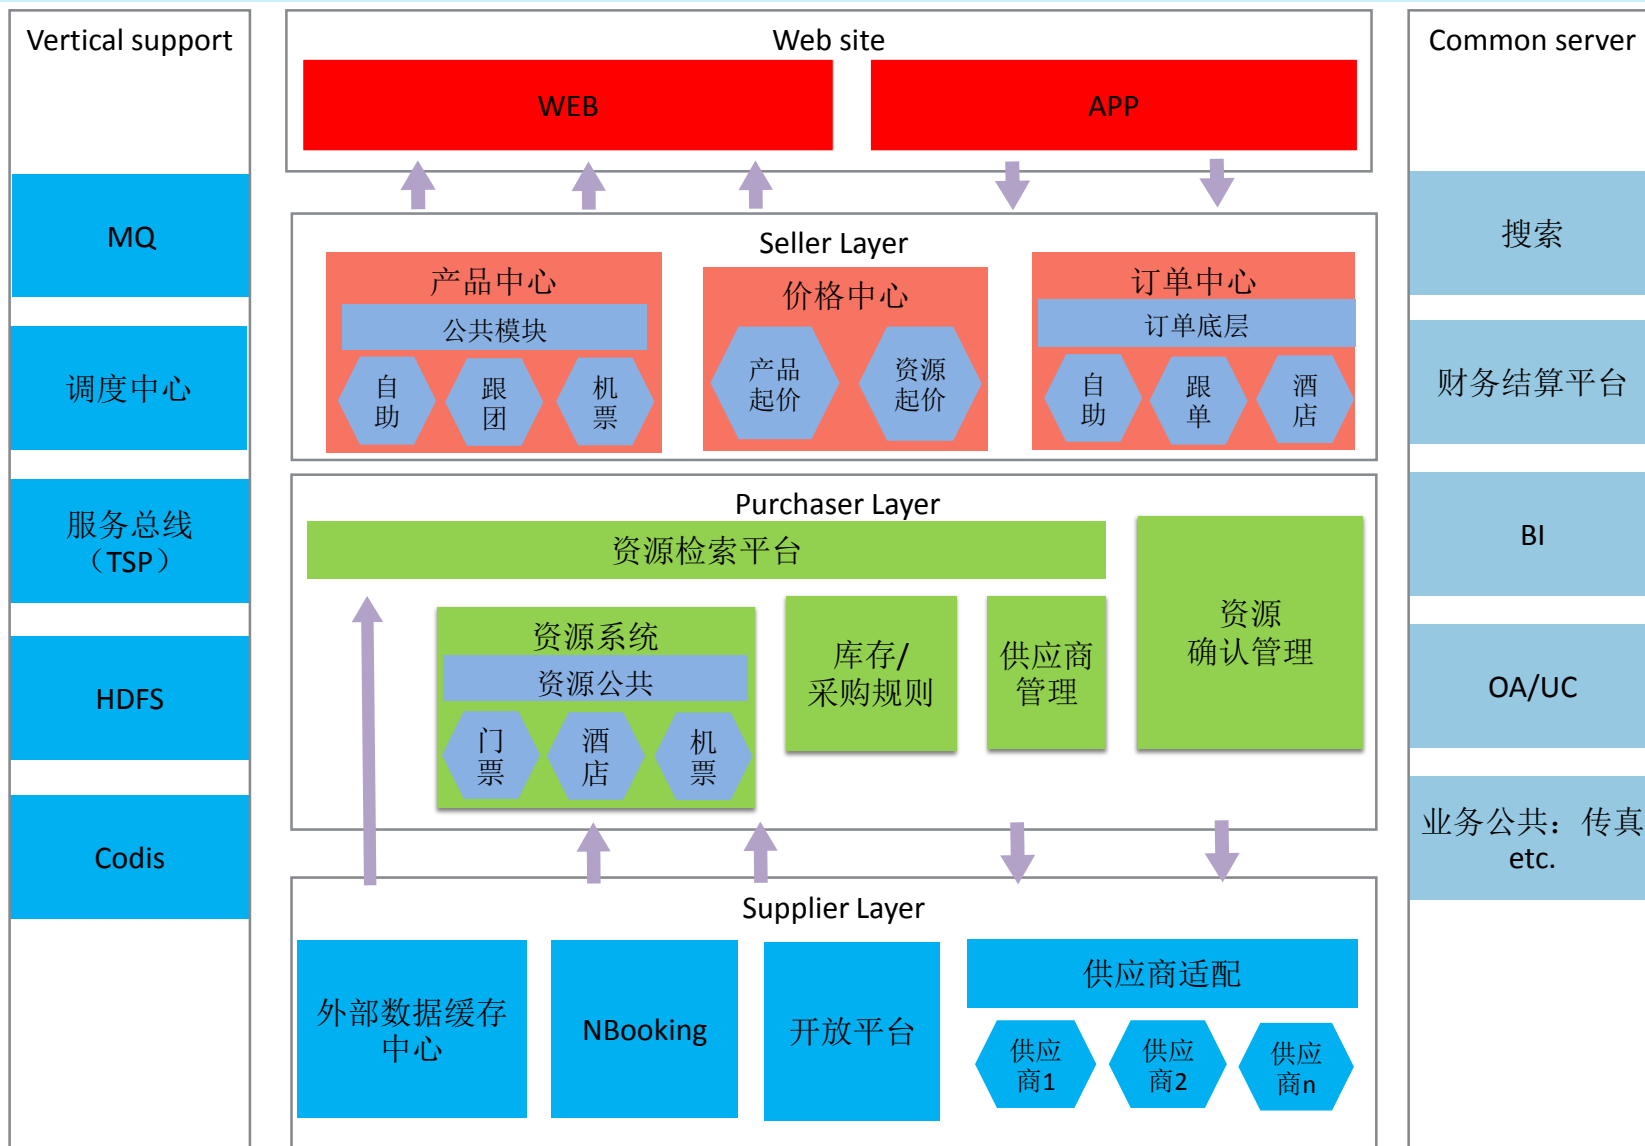 Vertical support
MQ
调度中心
服务总线
（TSP）
HDFS
Codis
Web site
WEB
APP
Seller Layer
产品中心
公共模块
自
助
跟
团
机
票
价格中心
产品
起价
资源
起价
订单中心
订单底层
自
助
跟
单
酒
店
Purchaser Layer
资源检索平台
资源系统
资源公共
门
票
酒
店
机
票
库存/
采购规则
供应商
管理
资源
确认管理
Supplier Layer
外部数据缓存
中心
NBooking
开放平台
供应商适配
供应
商1
供应
商2
供应
商n
Common server
搜索
财务结算平台
BI
OA/UC
业务公共：传真
etc.